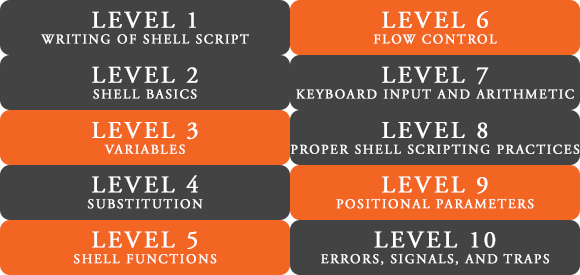 LEVEL 1
WRITING OF SHELL SCRIPT
LEVEL 2
SHELL BASICS
LEVEL 3
VARIABLES
LEVEL 4
SUBSTITUTION
LEVEL 5
SHELL FUNCTIONS
LEVEL 6
FLOW CONTROL
LEVEL 7
KEYBOARD INPUT AND ARITHMETIC
LEVEL 8
PROPER SHELL SCRIPTING PRACTICES
LEVEL 9
POSITIONAL PARAMETERS
LEVEL 10
ERRORS, SIGNALS, AND TRAPS